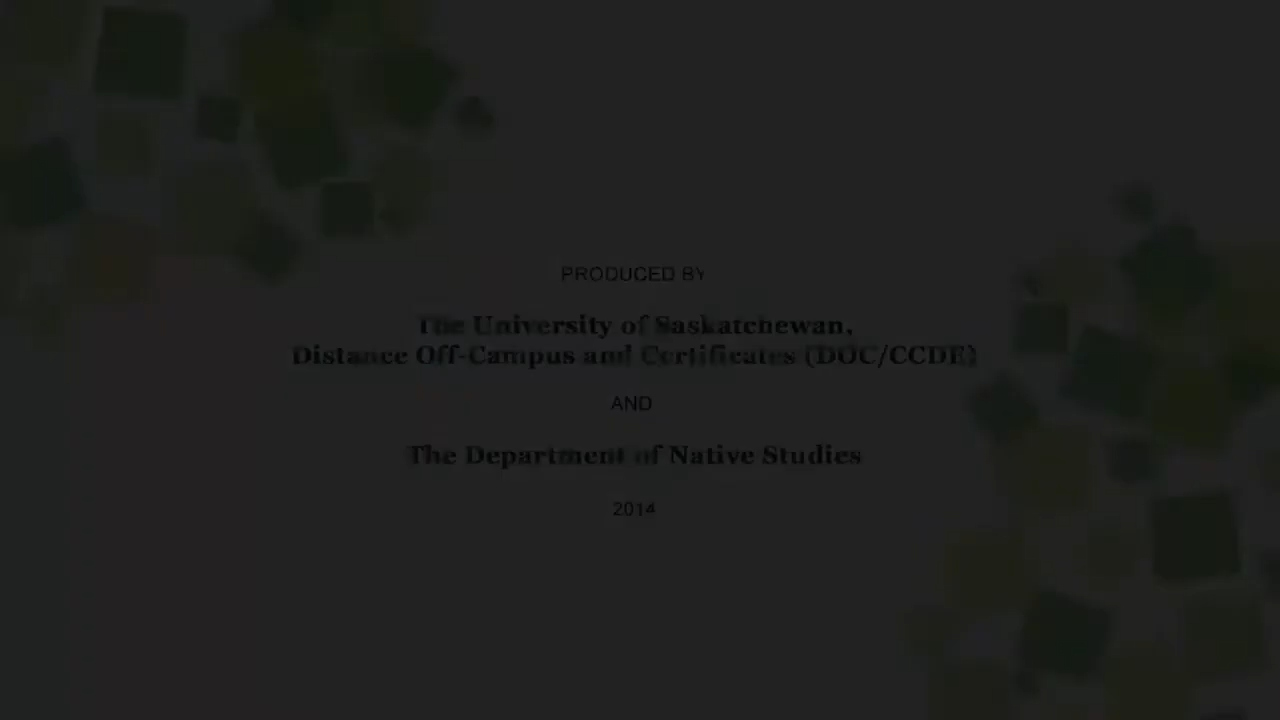 PRODUCED BY
The University of Saskatchewan,
Distance Off-Campus and Certificates (DOC/CCDE)
AND
The Department of Native Studies
2014